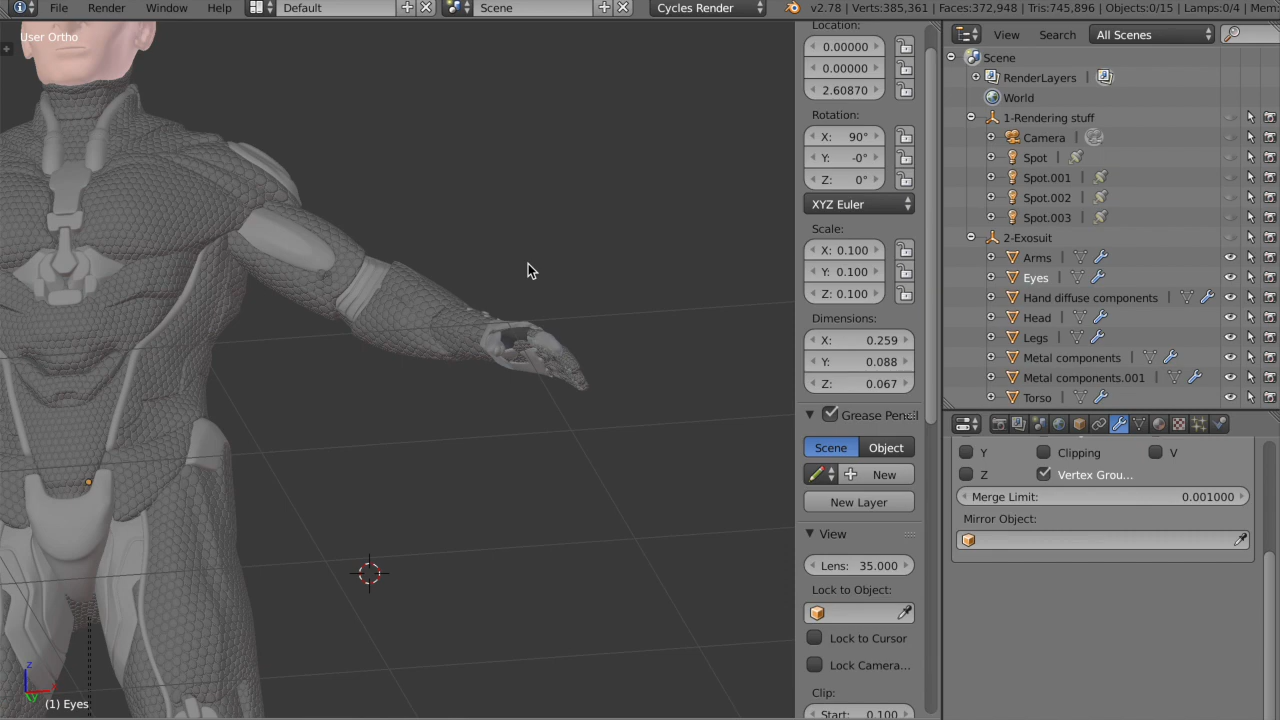 File Render Window Help Default Scene Cycles Render v2.78 | Verts:385,361 | Faces:372,948 | Tris:745,896 | Objects:0/15 | Lamps:0/4 | Mem:
User Ortho
Location:
0.00000
0.00000
2.60870
Rotation:
X: 90°
Y: -0°
Z: 0°
XYZ Euler
Scale:
X: 0.100
Y: 0.100
Z: 0.100
Dimensions:
X: 0.259
Y: 0.088
Z: 0.067
Grease Pencil
Scene Object
New
New Layer
View
Lens: 35.000
Lock to Object:
Lock to Cursor
Lock Camera...
Clip:
Start: 0.100
View Search All Scenes
Scene
RenderLayers |
World
1-Rendering stuff
Camera |
Spot |
Spot.001 |
Spot.002 |
Spot.003 |
2-Exosuit
Arms |
Eyes |
Hand diffuse components |
Head |
Legs |
Metal components |
Metal components.001 |
Torso |
Y Clipping V
Z Vertex Grou...
Merge Limit: 0.001000
Mirror Object:
z
x
y
(1) Eyes